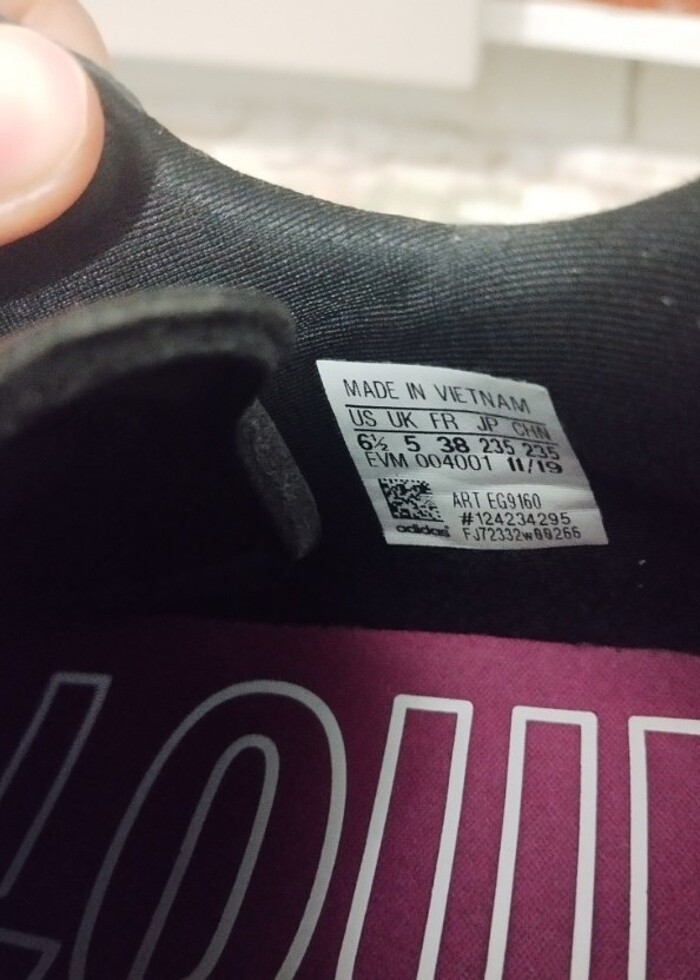 MADE IN VIETNAM
US UK FR JP CHN
6½ 5 38 235 235
EVM 004001 11/19
ART EG9160
#124234295
adidas FJ72332w00266